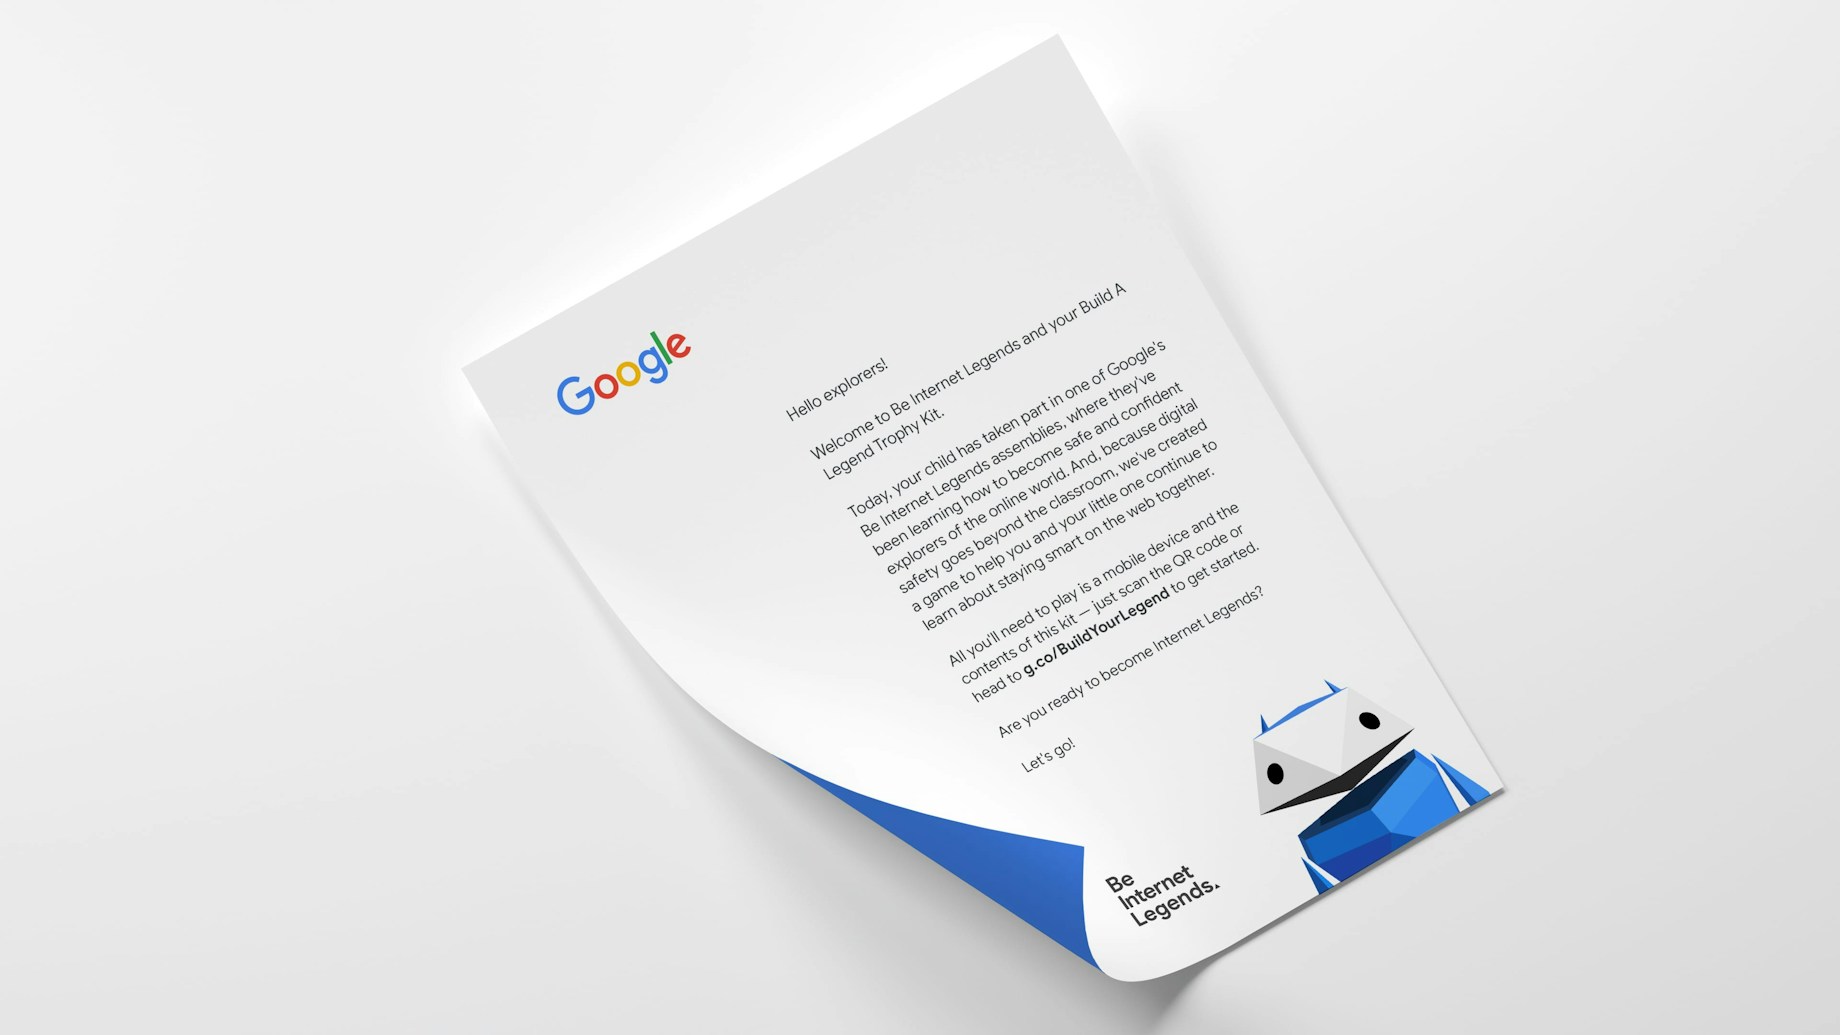 Google
Hello explorers!
Welcome to Be Internet Legends and your Build A
Legend Trophy Kit.
Today, your child has taken part in one of Google's
Be Internet Legends assemblies, where they've
been learning how to become safe and confident
explorers of the online world. And, because digital
safety goes beyond the classroom, we've created
a game to help you and your little one continue to
learn about staying smart on the web together.
All you'll need to play is a mobile device and the
contents of this kit — just scan the QR code or
head to g.co/BuildYourLegend to get started.
Are you ready to become Internet Legends?
Let's go!
Be
Internet
Legends.